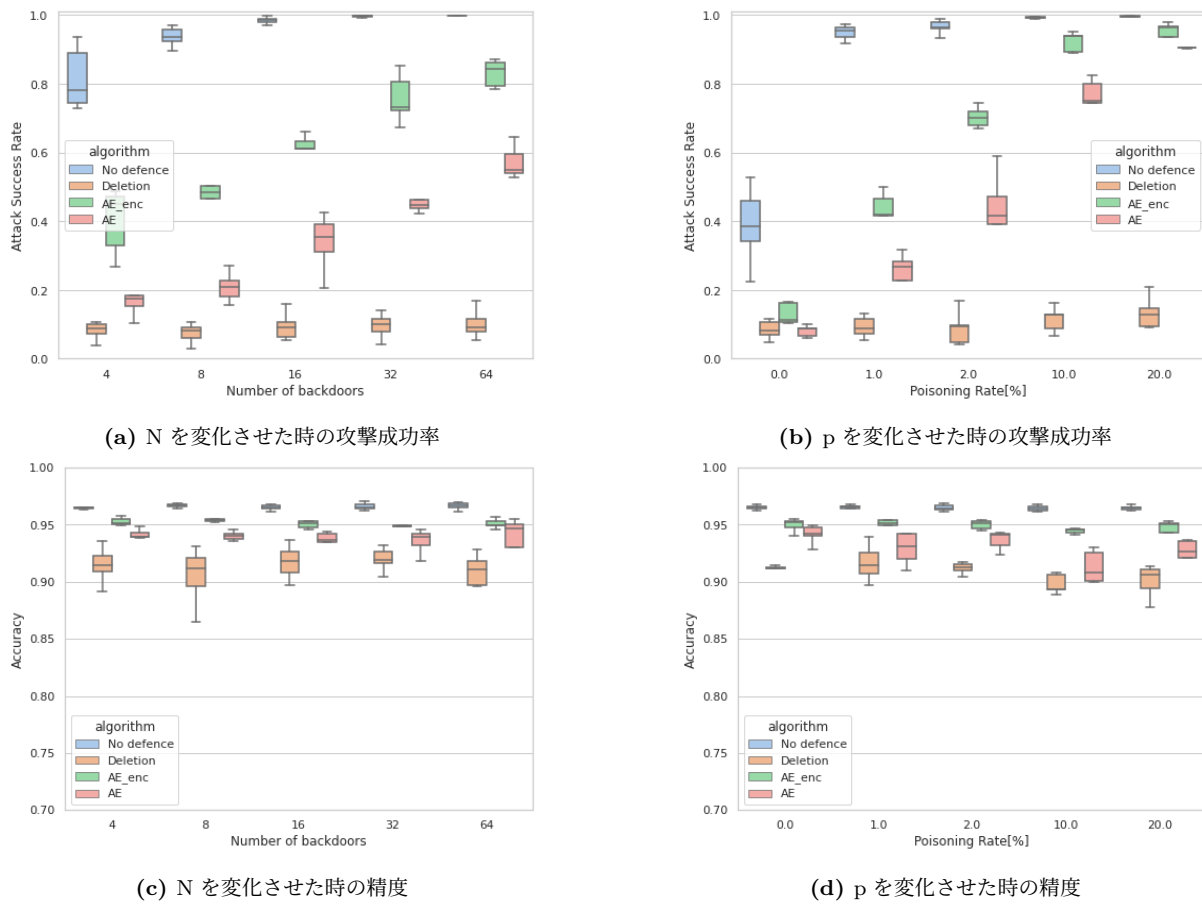 1.0
0.8
0.6
0.4
0.2
0.0
Attack Success Rate
algorithm
No defence
Deletion
AE_enc
AE
4 8 16 32 64
Number of backdoors
(a) N を変化させた時の攻撃成功率
1.0
0.8
0.6
0.4
0.2
0.0
Attack Success Rate
algorithm
No defence
Deletion
AE_enc
AE
0.0 1.0 2.0 10.0 20.0
Poisoning Rate[%]
(b) p を変化させた時の攻撃成功率
1.00
0.95
0.90
0.85
0.80
0.75
0.70
Accuracy
algorithm
No defence
Deletion
AE_enc
AE
4 8 16 32 64
Number of backdoors
(c) N を変化させた時の精度
1.00
0.95
0.90
0.85
0.80
0.75
0.70
Accuracy
algorithm
No defence
Deletion
AE_enc
AE
0.0 1.0 2.0 10.0 20.0
Poisoning Rate[%]
(d) p を変化させた時の精度